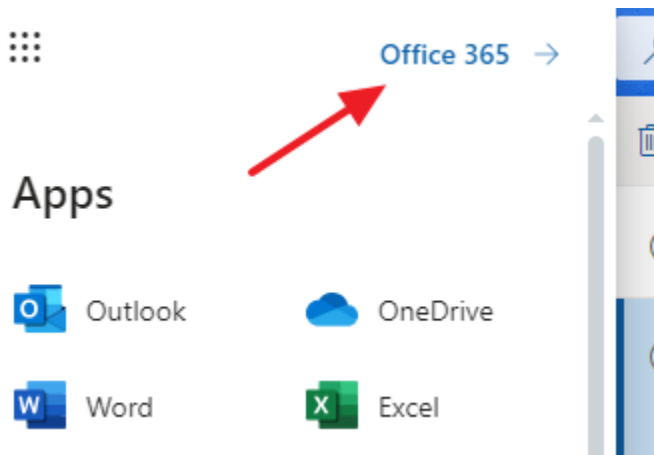 Office 365 →
Apps
Outlook
OneDrive
Word
Excel